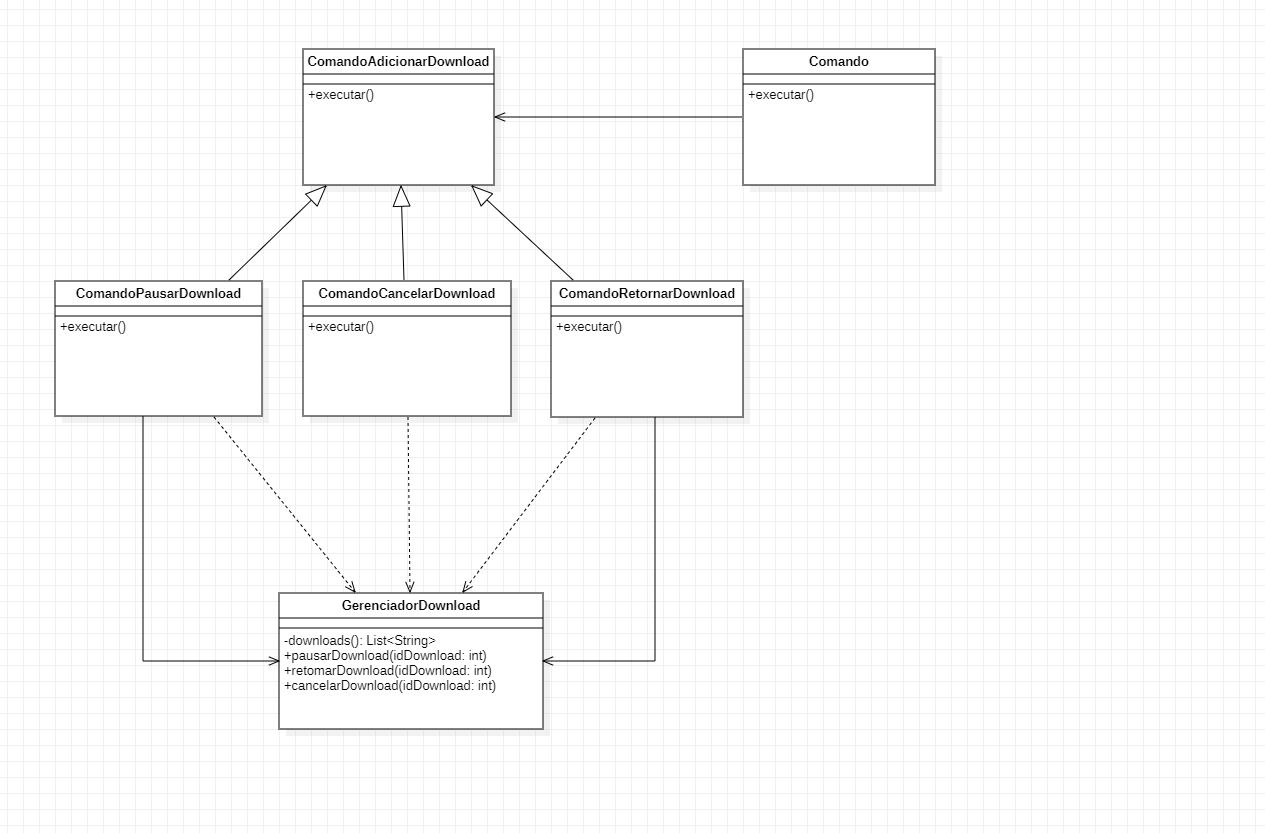 ComandoAdicionarDownload
+executar()
Comando
+executar()
ComandoPausarDownload
+executar()
ComandoCancelarDownload
+executar()
ComandoRetornarDownload
+executar()
GerenciadorDownload
-downloads(): List<String>
+pausarDownload(idDownload: int)
+retomarDownload(idDownload: int)
+cancelarDownload(idDownload: int)